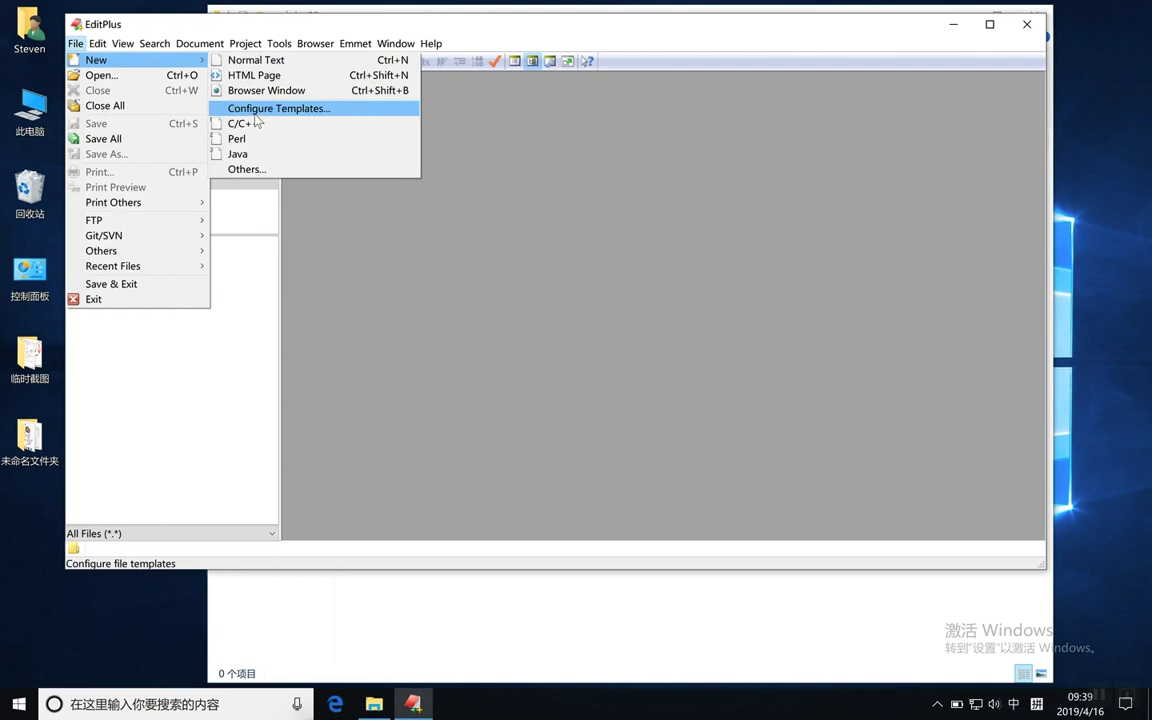 Steven
此电脑
回收站
控制面板
临时截图
未命名文件夹
EditPlus
File Edit View Search Document Project Tools Browser Emmet Window Help
New
Open... Ctrl+O
Close Ctrl+W
Close All
Save Ctrl+S
Save All
Save As...
Print... Ctrl+P
Print Preview
Print Others
FTP
Git/SVN
Others
Recent Files
Save & Exit
Exit
Normal Text Ctrl+N
HTML Page Ctrl+Shift+N
Browser Window Ctrl+Shift+B
Configure Templates...
C/C+
Perl
Java
Others...
All Files (*.*)
Configure file templates
0 个项目
激活 Windows
转到"设置"以激活 Windows。
在这里输入你要搜索的内容
中
拼
09:39
2019/4/16